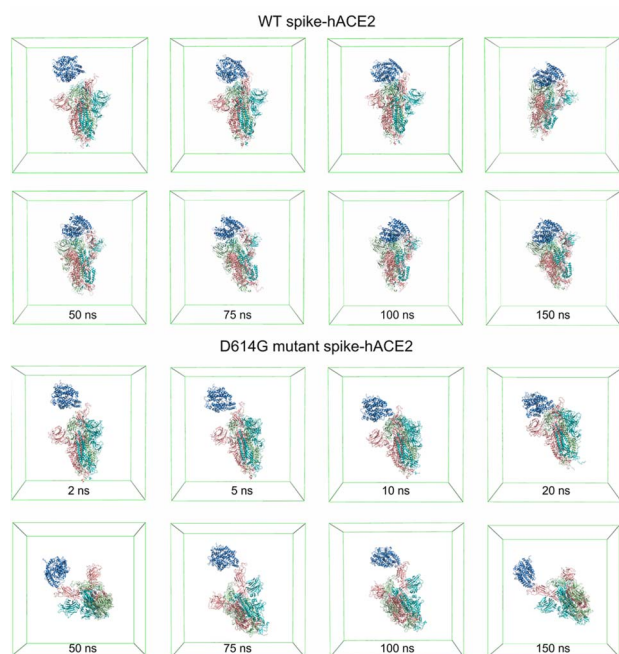 WT spike-hACE2
50 ns 75 ns 100 ns 150 ns
D614G mutant spike-hACE2
2 ns 5 ns 10 ns 20 ns
50 ns 75 ns 100 ns 150 ns